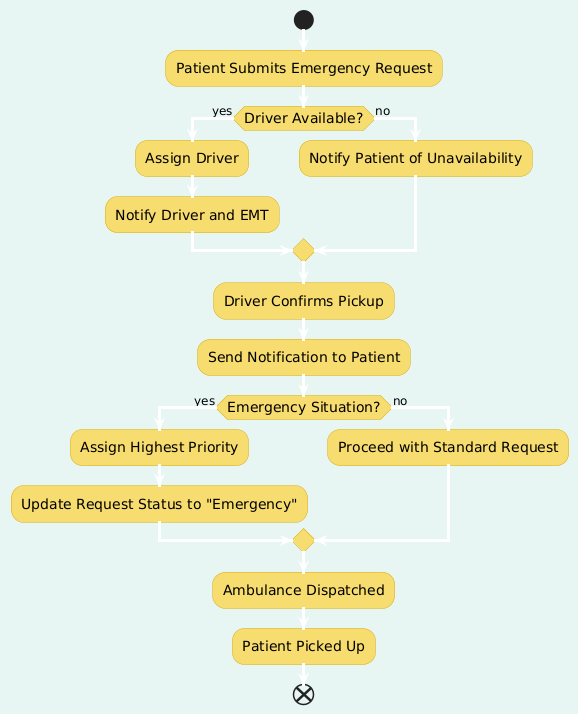 Patient Submits Emergency Request
yes
Driver Available?
no
Assign Driver
Notify Patient of Unavailability
Notify Driver and EMT
Driver Confirms Pickup
Send Notification to Patient
yes
Emergency Situation?
no
Assign Highest Priority
Proceed with Standard Request
Update Request Status to "Emergency"
Ambulance Dispatched
Patient Picked Up